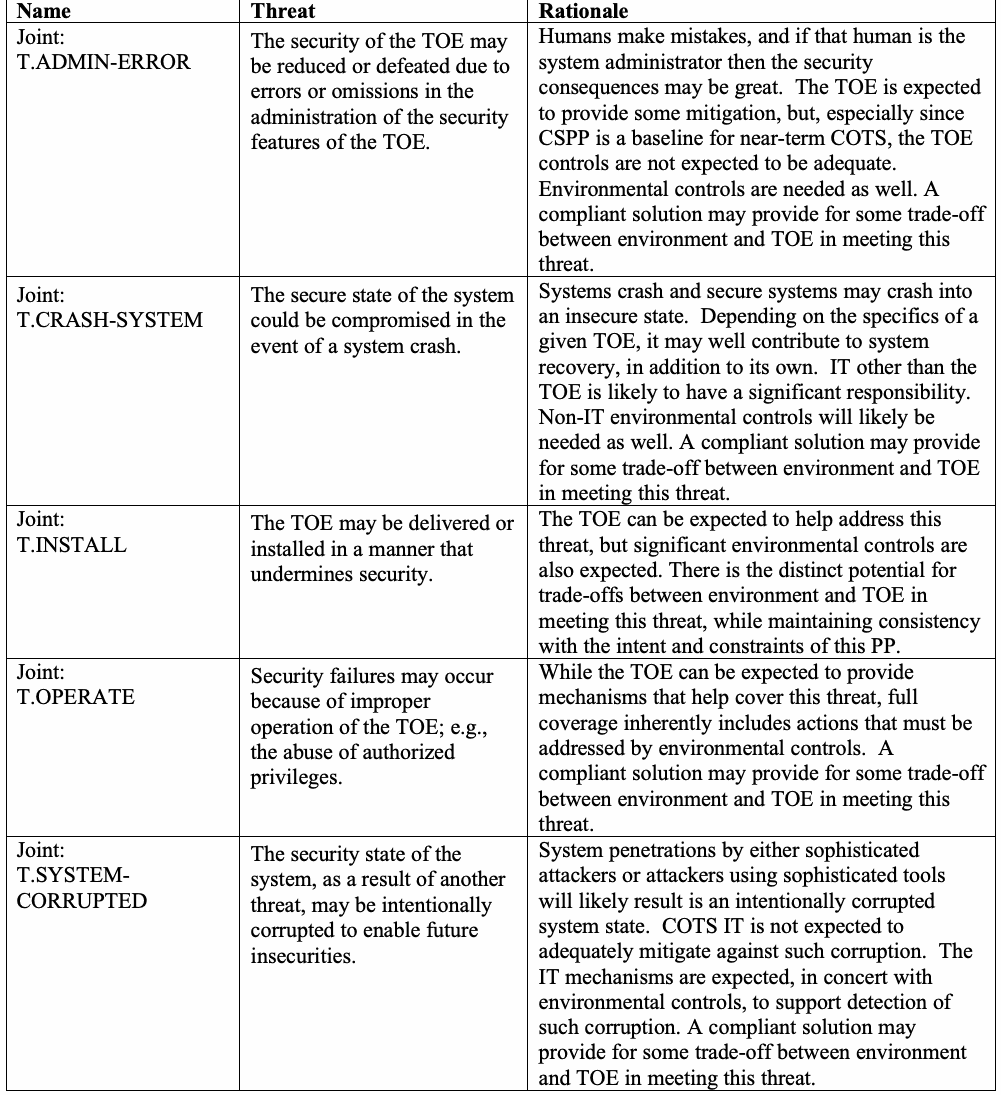 Name Threat Rationale
Joint:
T.ADMIN-ERROR
The security of the TOE may
be reduced or defeated due to
errors or omissions in the
administration of the security
features of the TOE.
Humans make mistakes, and if that human is the
system administrator then the security
consequences may be great.  The TOE is expected
to provide some mitigation, but, especially since
CSPP is a baseline for near-term COTS, the TOE
controls are not expected to be adequate.
Environmental controls are needed as well. A
compliant solution may provide for some trade-off
between environment and TOE in meeting this
threat.
Joint:
T.CRASH-SYSTEM
The secure state of the system
could be compromised in the
event of a system crash.
Systems crash and secure systems may crash into
an insecure state.  Depending on the specifics of a
given TOE, it may well contribute to system
recovery, in addition to its own.  IT other than the
TOE is likely to have a significant responsibility.
Non-IT environmental controls will likely be
needed as well. A compliant solution may provide
for some trade-off between environment and TOE
in meeting this threat.
Joint:
T.INSTALL
The TOE may be delivered or
installed in a manner that
undermines security.
The TOE can be expected to help address this
threat, but significant environmental controls are
also expected. There is the distinct potential for
trade-offs between environment and TOE in
meeting this threat, while maintaining consistency
with the intent and constraints of this PP.
Joint:
T.OPERATE
Security failures may occur
because of improper
operation of the TOE; e.g.,
the abuse of authorized
privileges.
While the TOE can be expected to provide
mechanisms that help cover this threat, full
coverage inherently includes actions that must be
addressed by environmental controls.  A
compliant solution may provide for some trade-off
between environment and TOE in meeting this
threat.
Joint:
T.SYSTEM-
CORRUPTED
The security state of the
system, as a result of another
threat, may be intentionally
corrupted to enable future
insecurities.
System penetrations by either sophisticated
attackers or attackers using sophisticated tools
will likely result is an intentionally corrupted
system state.  COTS IT is not expected to
adequately mitigate against such corruption.  The
IT mechanisms are expected, in concert with
environmental controls, to support detection of
such corruption. A compliant solution may
provide for some trade-off between environment
and TOE in meeting this threat.